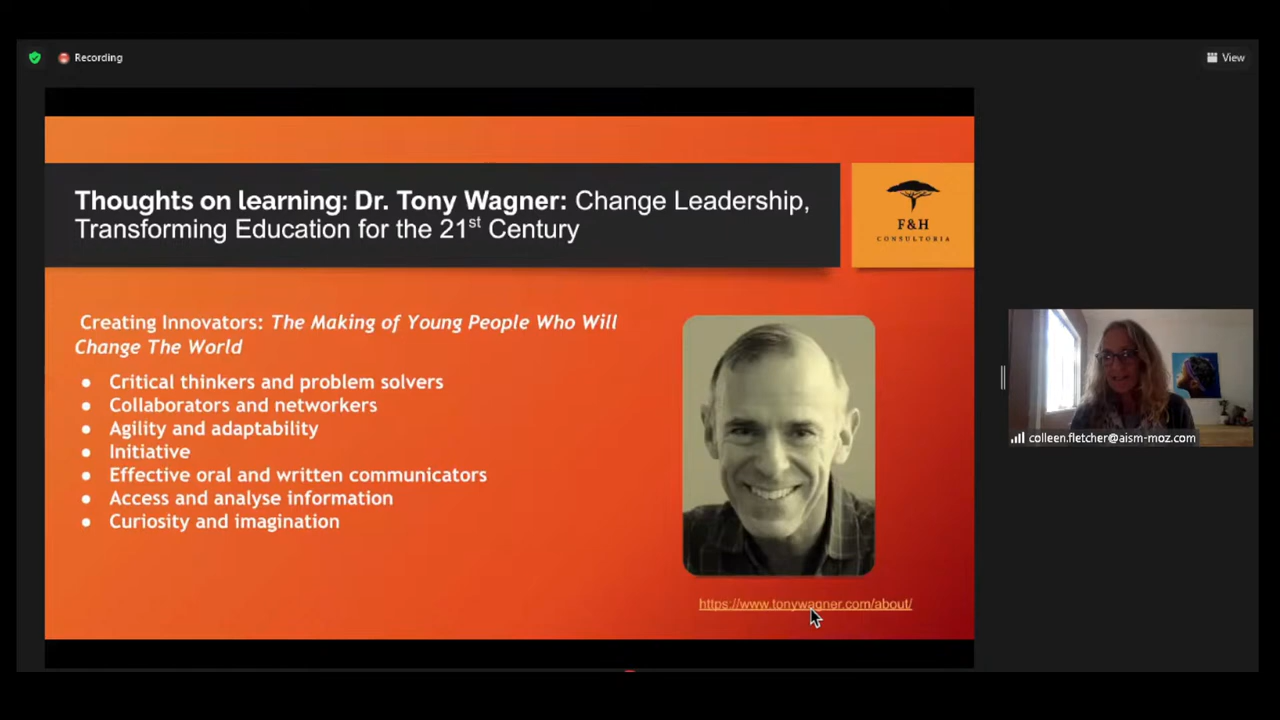 Recording
View
Thoughts on learning: Dr. Tony Wagner: Change Leadership,
Transforming Education for the 21st Century
F&H
CONSULTORIA
Creating Innovators: The Making of Young People Who Will
Change The World
● Critical thinkers and problem solvers
● Collaborators and networkers
● Agility and adaptability
● Initiative
● Effective oral and written communicators
● Access and analyse information
● Curiosity and imagination
colleen.fletcher@aism-moz.com
https://www.tonywagner.com/about/